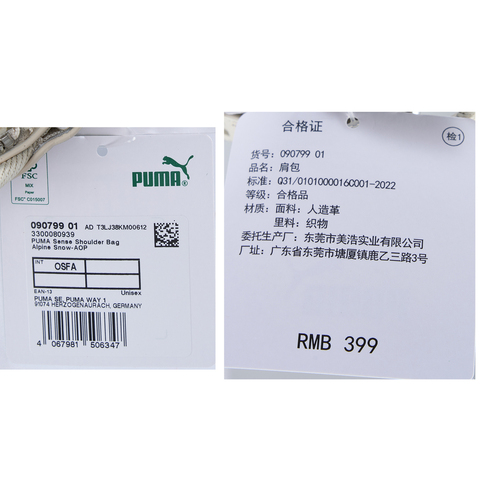 FSC
MIX
Paper
FSC® C015007
PUMA
090799 01 AD T3LJ38KM00612
3300080939
PUMA Sense Shoulder Bag
Alpine Snow-AOP
INT
OSFA
EAN-13 Unisex
PUMA SE, PUMA WAY 1
91074 HERZOGENAURACH, GERMANY
4 067981 506347
合格证
检1
货号：090799 01
品名：肩包
标准：Q31/0101000016C001-2022
等级：合格品
材质：面料：人造革
里料：织物
委托生产厂：东莞市美浩实业有限公司
厂址：广东省东莞市塘厦镇鹿乙三路3号
RMB 399